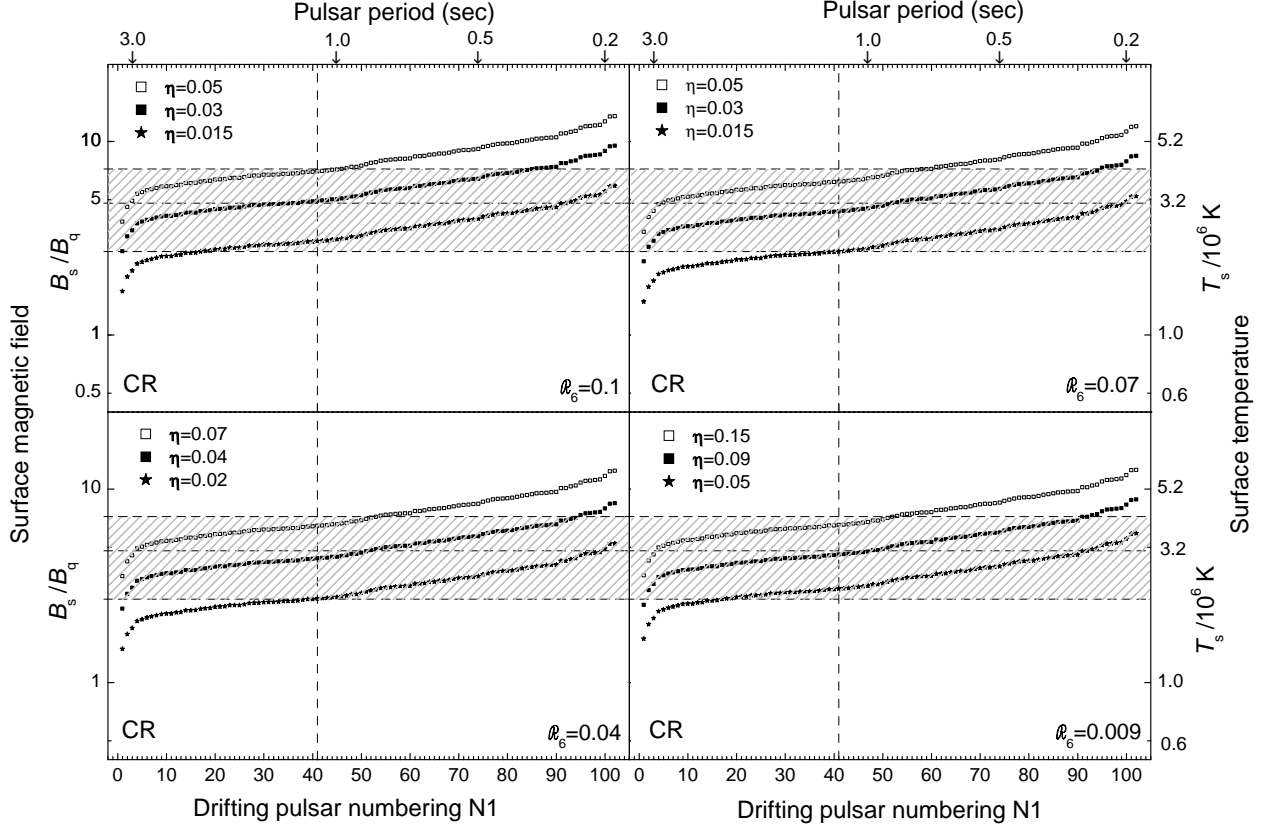 Pulsar period (sec)
Pulsar period (sec)
3.0 1.0 0.5 0.2
3.0 1.0 0.5 0.2
η=0.05
η=0.03
η=0.015
η=0.05
η=0.03
η=0.015
10
5
1
0.5
5.2
3.2
1.0
0.6
B_s/B_q
T_s/10^6 K
CR
ℛ_6=0.1
CR
ℛ_6=0.07
Surface magnetic field
Surface temperature
η=0.07
η=0.04
η=0.02
η=0.15
η=0.09
η=0.05
10
1
5.2
3.2
1.0
0.6
B_s/B_q
T_s/10^6 K
CR
ℛ_6=0.04
CR
ℛ_6=0.009
0 10 20 30 40 50 60 70 80 90 100
0 10 20 30 40 50 60 70 80 90 100
Drifting pulsar numbering N1
Drifting pulsar numbering N1